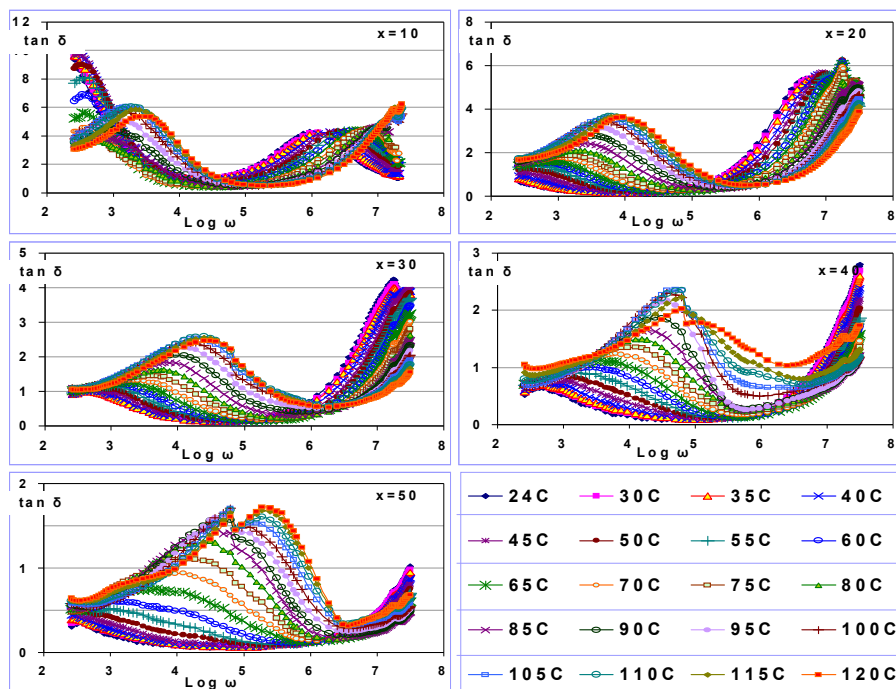 12
tan δ
x=10
10
8
6
4
2
0
2 3 4 5 6 7 8
Log ω
8
tan δ
x=20
6
4
2
0
2 3 4 5 6 7 8
Log ω
5
tan δ
x=30
4
3
2
1
0
2 3 4 5 6 7 8
Log ω
3
tan δ
x=40
2
1
0
2 3 4 5 6 7 8
Log ω
2
tan δ
x=50
1
0
2 3 4 5 6 7 8
Log ω
24C 30C 35C 40C
45C 50C 55C 60C
65C 70C 75C 80C
85C 90C 95C 100C
105C 110C 115C 120C